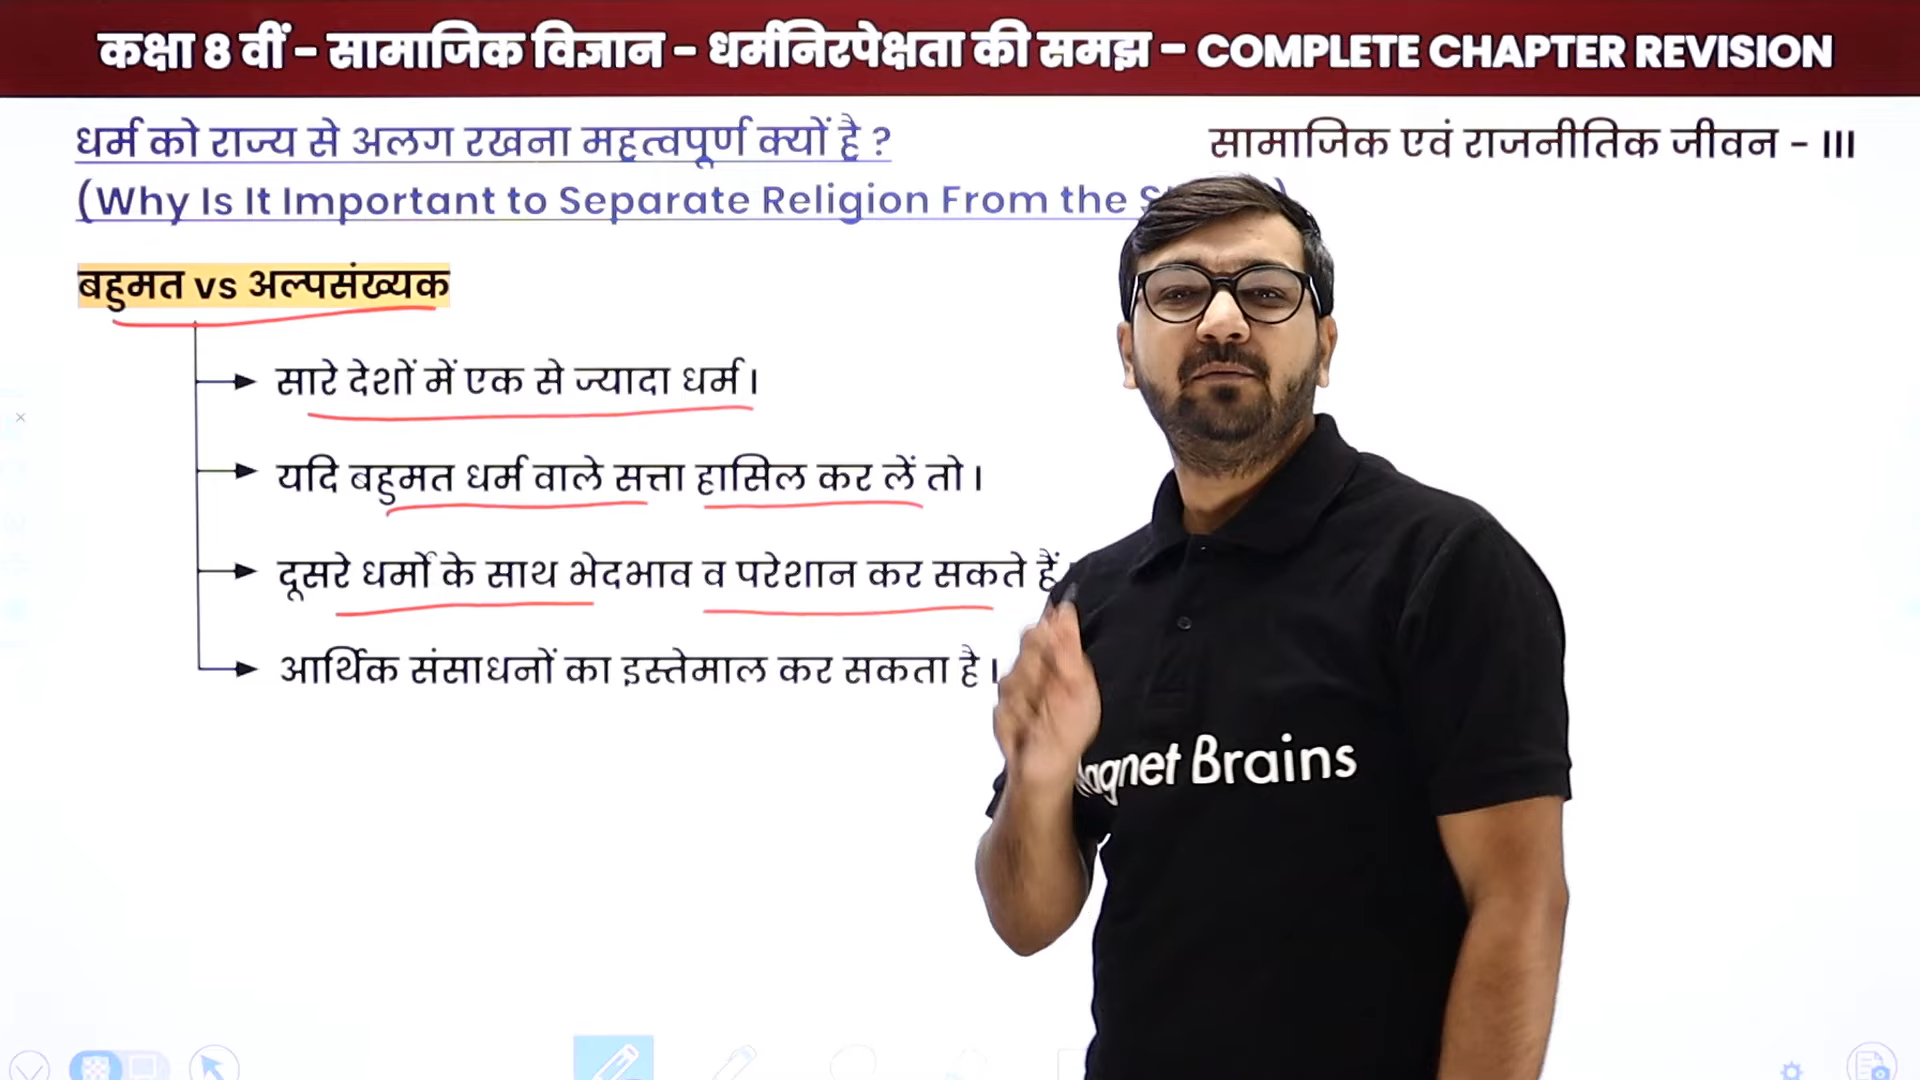 कक्षा 8 वीं - सामाजिक विज्ञान - धर्मनिरपेक्षता की समझ - COMPLETE CHAPTER REVISION
धर्म को राज्य से अलग रखना महत्वपूर्ण क्यों है ?
सामाजिक एवं राजनीतिक जीवन - III
(Why Is It Important to Separate Religion From the
बहुमत vs अल्पसंख्यक
सारे देशों में एक से ज्यादा धर्म।
यदि बहुमत धर्म वाले सत्ता हासिल कर लें तो।
दूसरे धर्मों के साथ भेदभाव व परेशान कर सकते हैं
आर्थिक संसाधनों का इस्तेमाल कर सकता है।
Brains